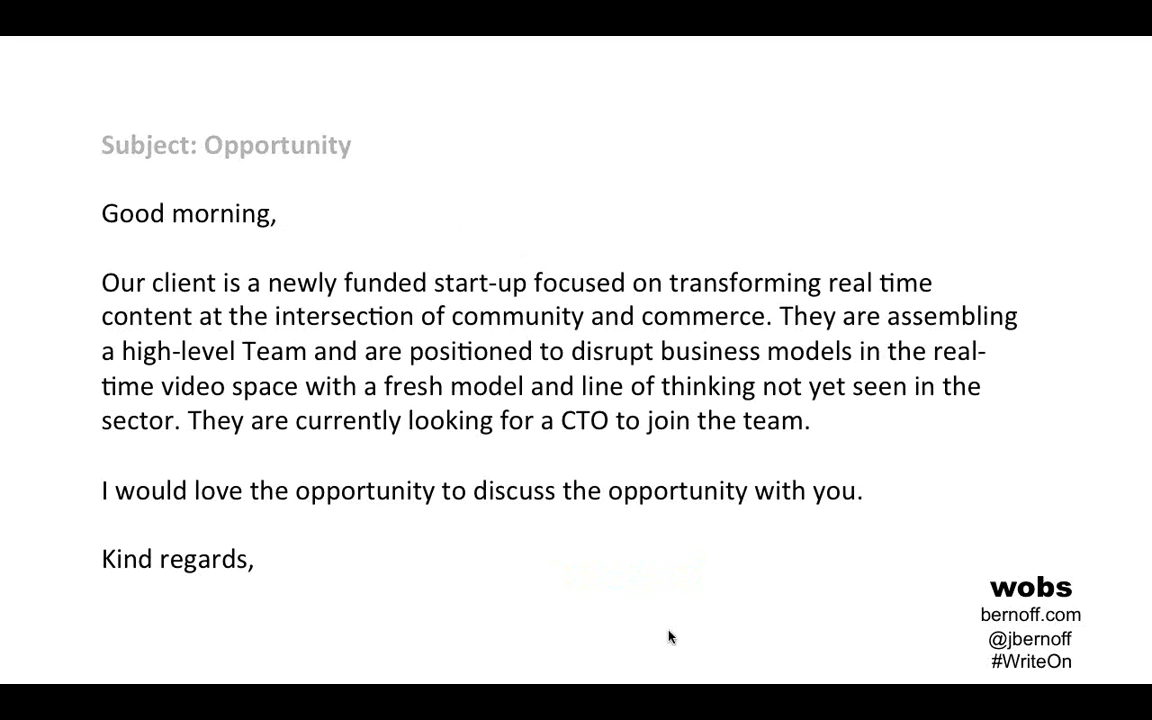 Subject: Opportunity
Good morning,
Our client is a newly funded start-up focused on transforming real time
content at the intersection of community and commerce. They are assembling
a high-level Team and are positioned to disrupt business models in the real-
time video space with a fresh model and line of thinking not yet seen in the
sector. They are currently looking for a CTO to join the team.
I would love the opportunity to discuss the opportunity with you.
Kind regards,
wobs
bernoff.com
@jbernoff
#WriteOn